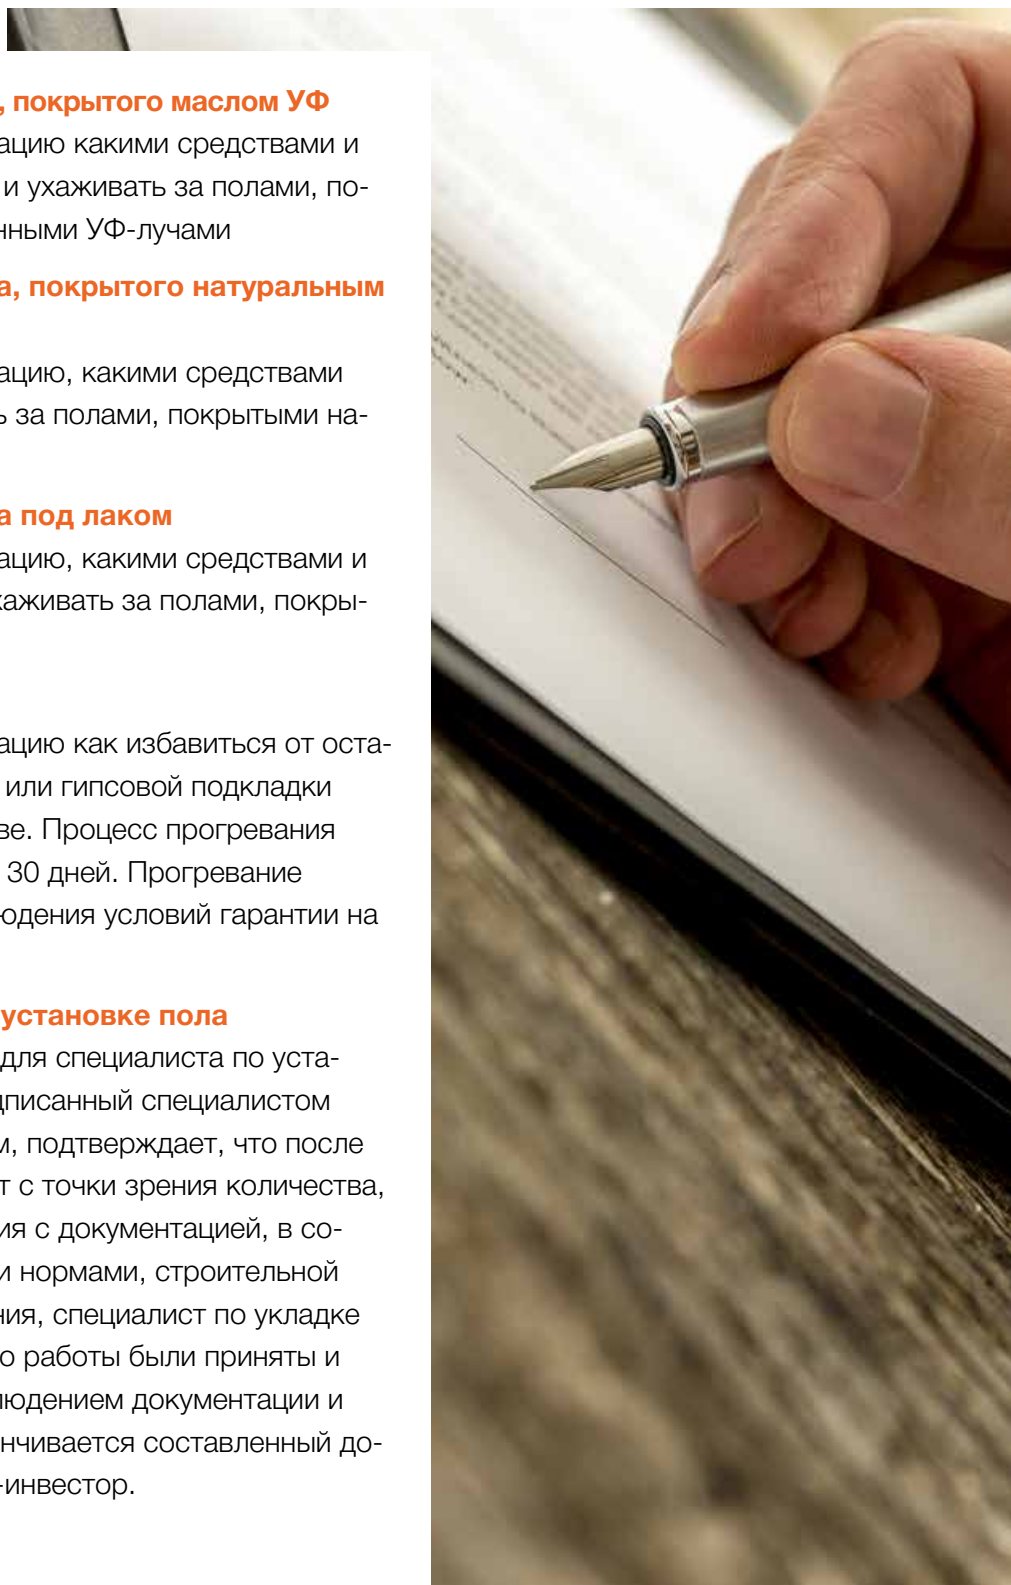 , покрытого маслом УФ
ацию какими средствами и
и ухаживать за полами, по-
нными УФ-лучами
а, покрытого натуральным
ацию, какими средствами
ь за полами, покрытыми на-
а под лаком
ацию, какими средствами и
каживать за полами, покры-
ацию как избавиться от оста-
или гипсовой подкладки
ве. Процесс прогревания
30 дней. Прогревание
юдения условий гарантии на
установке пола
для специалиста по уста-
дписанный специалистом
м, подтверждает, что после
т с точки зрения количества,
ия с документацией, в со-
и нормами, строительной
ния, специалист по укладке
о работы были приняты и
людением документации и
нчивается составленный до-
-инвестор.